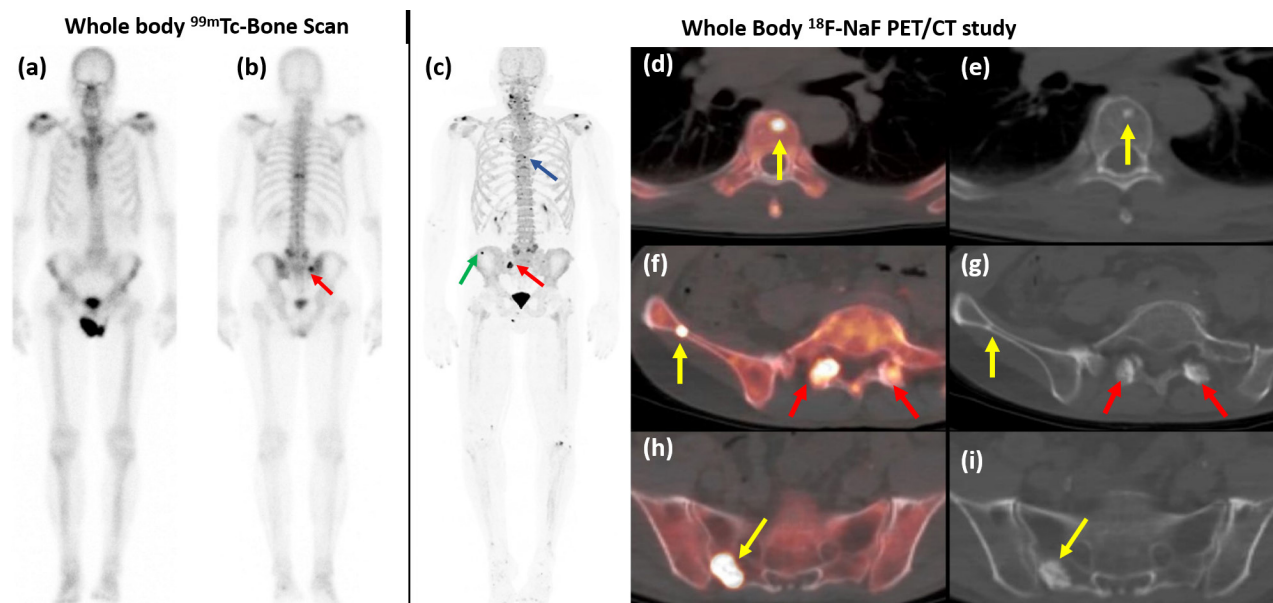 Whole body ⁹⁹ᵐTc-Bone Scan
Whole Body ¹⁸F-NaF PET/CT study
(a)
(b)
(c)
(d)
(e)
(f)
(g)
(h)
(i)